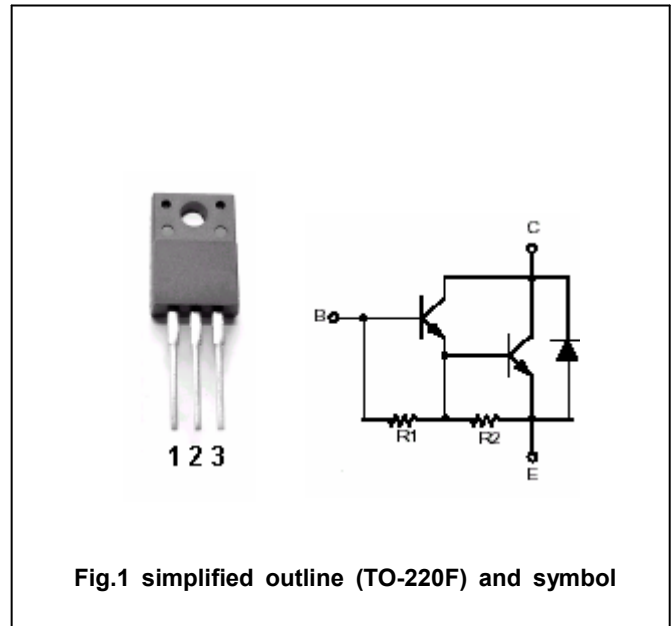 C
B
R1
R2
E
1 2 3
Fig.1 simplified outline (TO-220F) and symbol